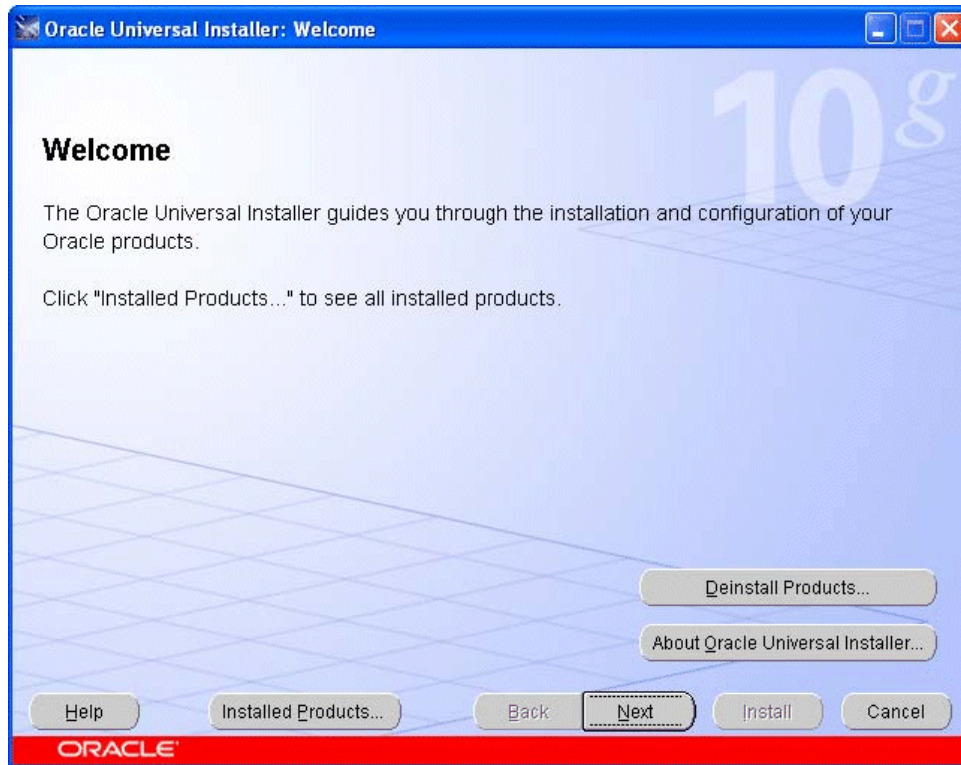 Oracle Universal Installer: Welcome
10g
Welcome
The Oracle Universal Installer guides you through the installation and configuration of your
Oracle products.
Click "Installed Products..." to see all installed products.
Deinstall Products...
About Oracle Universal Installer...
Help
Installed Products...
Back
Next
Install
Cancel
ORACLE